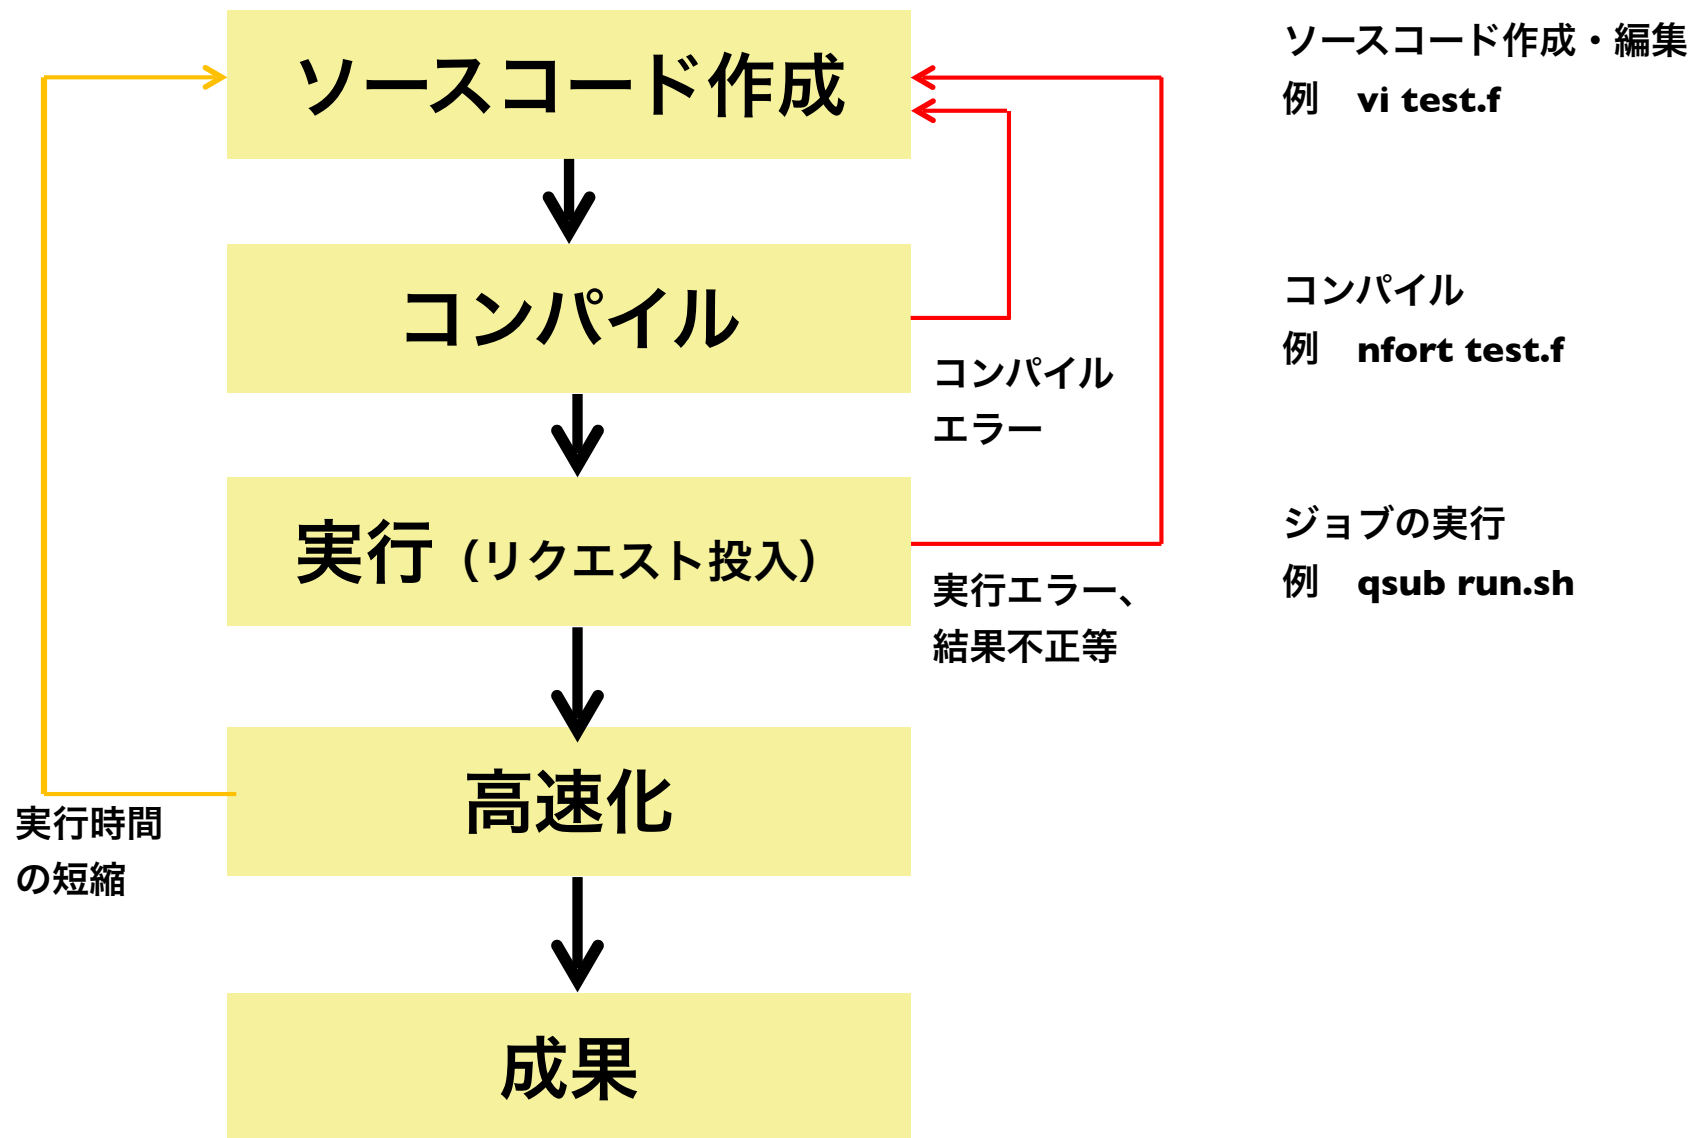 ソースコード作成
ソースコード作成・編集
例　vi test.f
コンパイル
コンパイル
例　nfort test.f
コンパイル
エラー
実行（リクエスト投入）
ジョブの実行
例　qsub run.sh
実行エラー、
結果不正等
高速化
実行時間
の短縮
成果